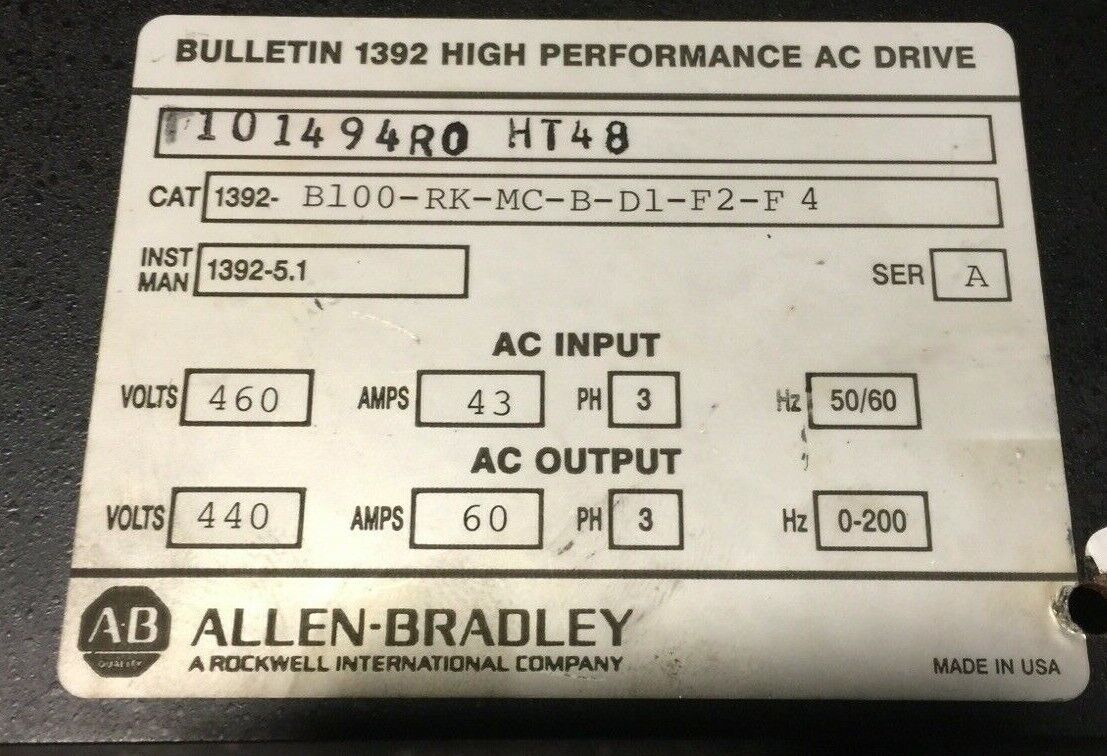 BULLETIN 1392 HIGH PERFORMANCE AC DRIVE
101494R0 HT48
CAT 1392- B100-RK-MC-B-D1-F2-F4
INST MAN 1392-5.1 SER A
AC INPUT
VOLTS 460 AMPS 43 PH 3 Hz 50/60
AC OUTPUT
VOLTS 440 AMPS 60 PH 3 Hz 0-200
A·B
QUALITY
ALLEN-BRADLEY
A ROCKWELL INTERNATIONAL COMPANY
MADE IN USA